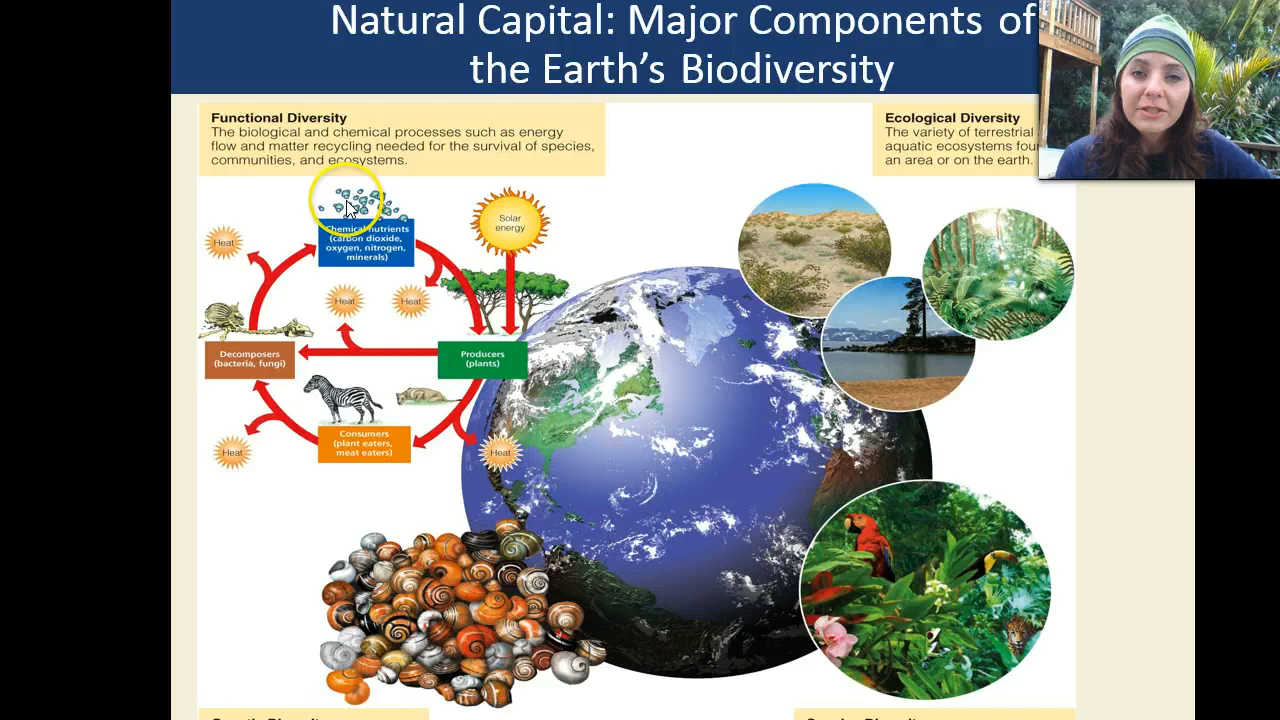 Natural Capital: Major Components of
the Earth's Biodiversity
Functional Diversity
The biological and chemical processes such as energy
flow and matter recycling needed for the survival of species,
communities, and ecosystems.
Ecological Diversity
The variety of terrestrial
aquatic ecosystems
an area or on the earth.
Solar
energy
Chemical nutrients
(carbon dioxide,
oxygen, nitrogen,
minerals)
Heat
Heat
Heat
Decomposers
(bacteria, fungi)
Producers
(plants)
Consumers
(plant eaters,
meat eaters)
Heat
Heat